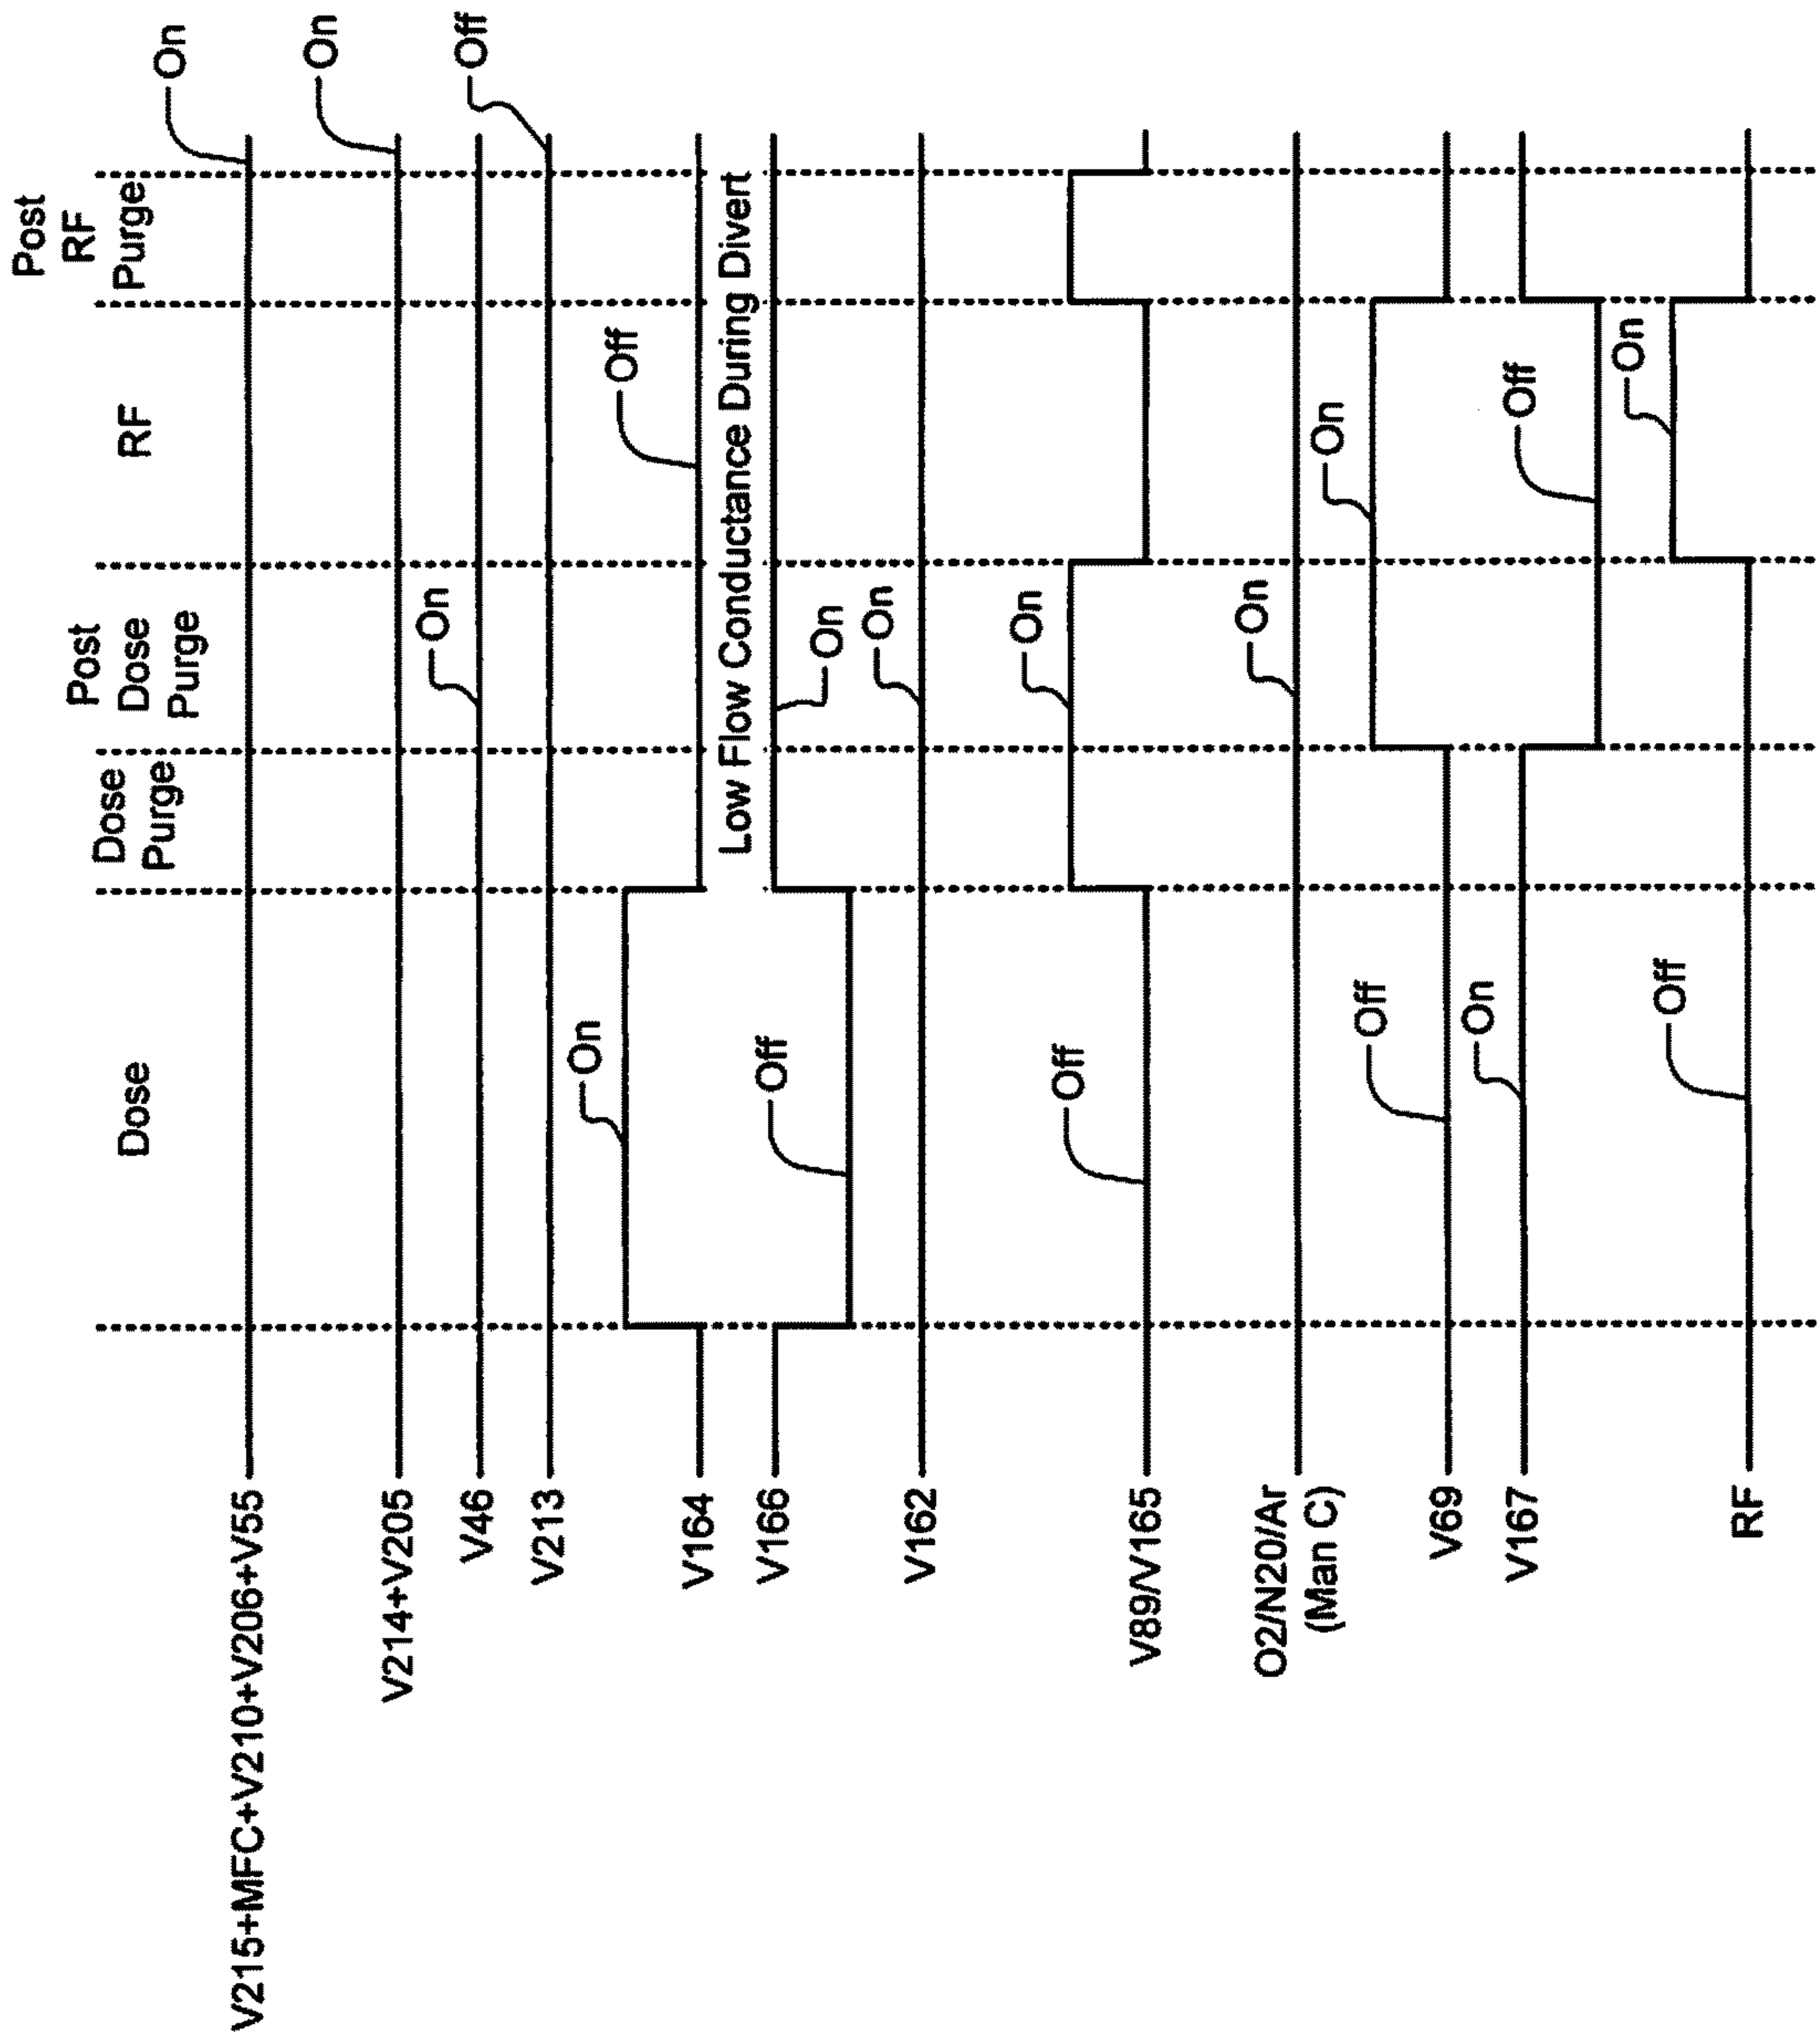 Dose
Dose
Purge
Post
Dose
Purge
RF
Post
RF
Purge
V215+MFC+V210+V206+V55
On
V214+V205
On
V46
On
V213
Off
V164
On
Off
Low Flow Conductance During Divert
V166
Off
On
V162
On
V89/V165
Off
On
O2/N20/Ar
(Man C)
On
V69
Off
On
V167
On
Off
RF
Off
On